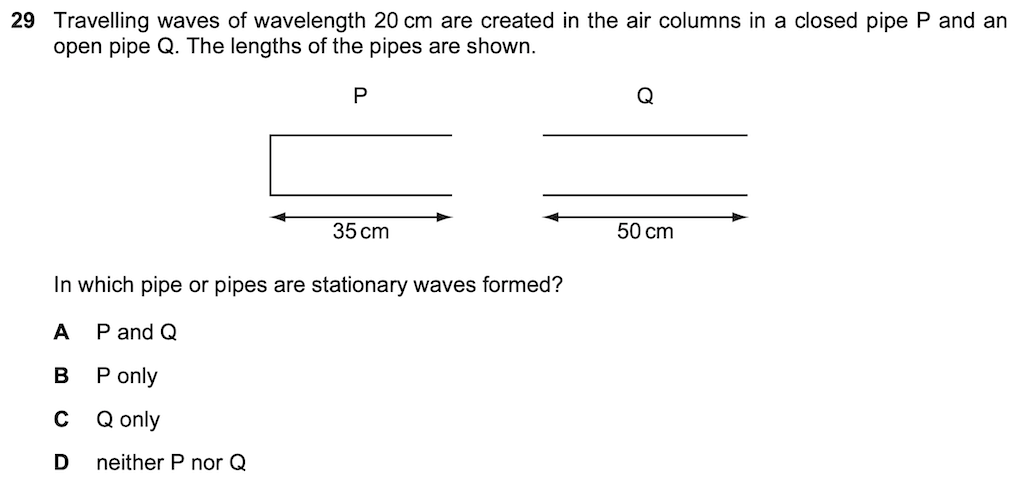 29 Travelling waves of wavelength 20 cm are created in the air columns in a closed pipe P and an
open pipe Q. The lengths of the pipes are shown.
P Q
35 cm 50 cm
In which pipe or pipes are stationary waves formed?
A P and Q
B P only
C Q only
D neither P nor Q